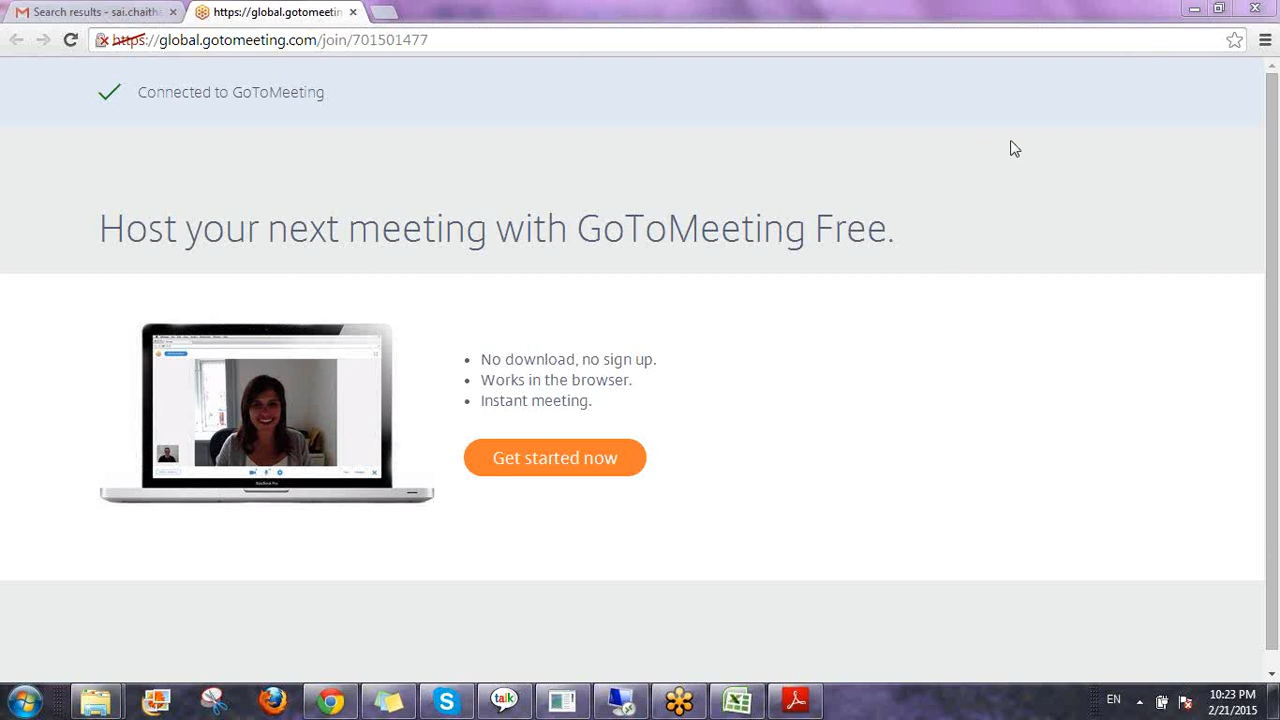 Search results - sai.chaith
https://global.gotomeetin
https://global.gotomeeting.com/join/701501477
Connected to GoToMeeting
Host your next meeting with GoToMeeting Free.
No download, no sign up.
Works in the browser.
Instant meeting.
Get started now
talk
EN
10:23 PM
2/21/2015